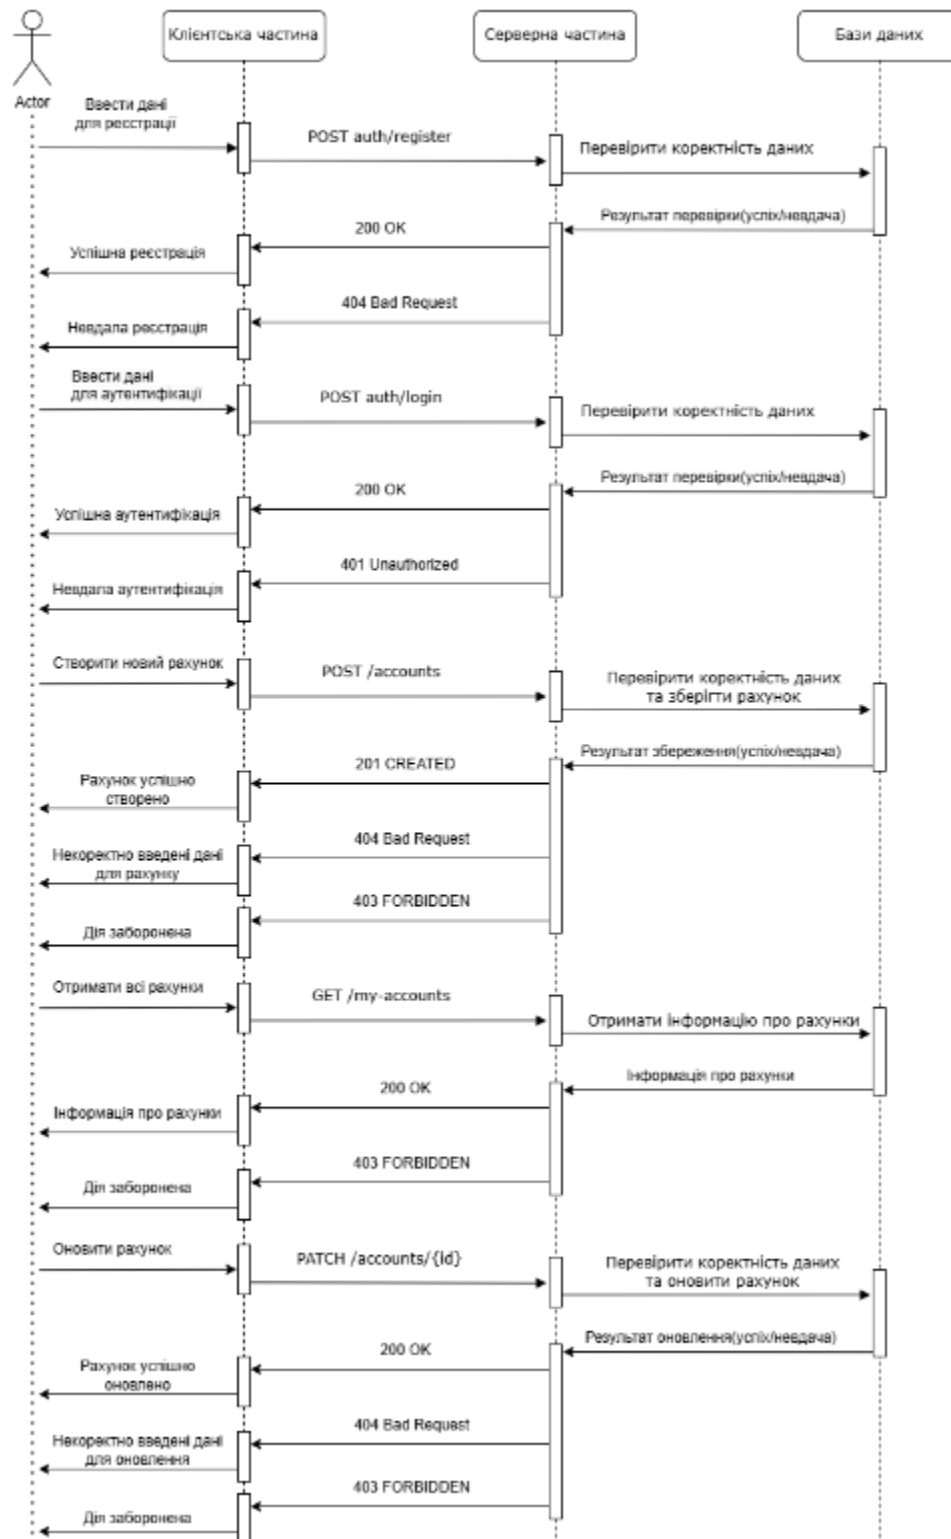 Клієнтська частина
Серверна частина
Бази даних
Actor
Ввести дані
для реєстрації
POST auth/register
Перевірити коректність даних
Результат перевірки(успіх/невдача)
200 OK
Успішна реєстрація
404 Bad Request
Невдала реєстрація
Ввести дані
для аутентифікації
POST auth/login
Перевірити коректність даних
Результат перевірки(успіх/невдача)
200 OK
Успішна аутентифікація
401 Unauthorized
Невдала аутентифікація
Створити новий рахунок
POST /accounts
Перевірити коректність даних
та зберігти рахунок
Результат збереження(успіх/невдача)
201 CREATED
Рахунок успішно
створено
404 Bad Request
Некоректно введені дані
для рахунку
403 FORBIDDEN
Дія заборонена
Отримати всі рахунки
GET /my-accounts
Отримати інформацію про рахунки
Інформація про рахунки
200 OK
Інформація про рахунки
403 FORBIDDEN
Дія заборонена
Оновити рахунок
PATCH /accounts/{id}
Перевірити коректність даних
та оновити рахунок
Результат оновлення(успіх/невдача)
200 OK
Рахунок успішно
оновлено
404 Bad Request
Некоректно введені дані
для оновлення
403 FORBIDDEN
Дія заборонена